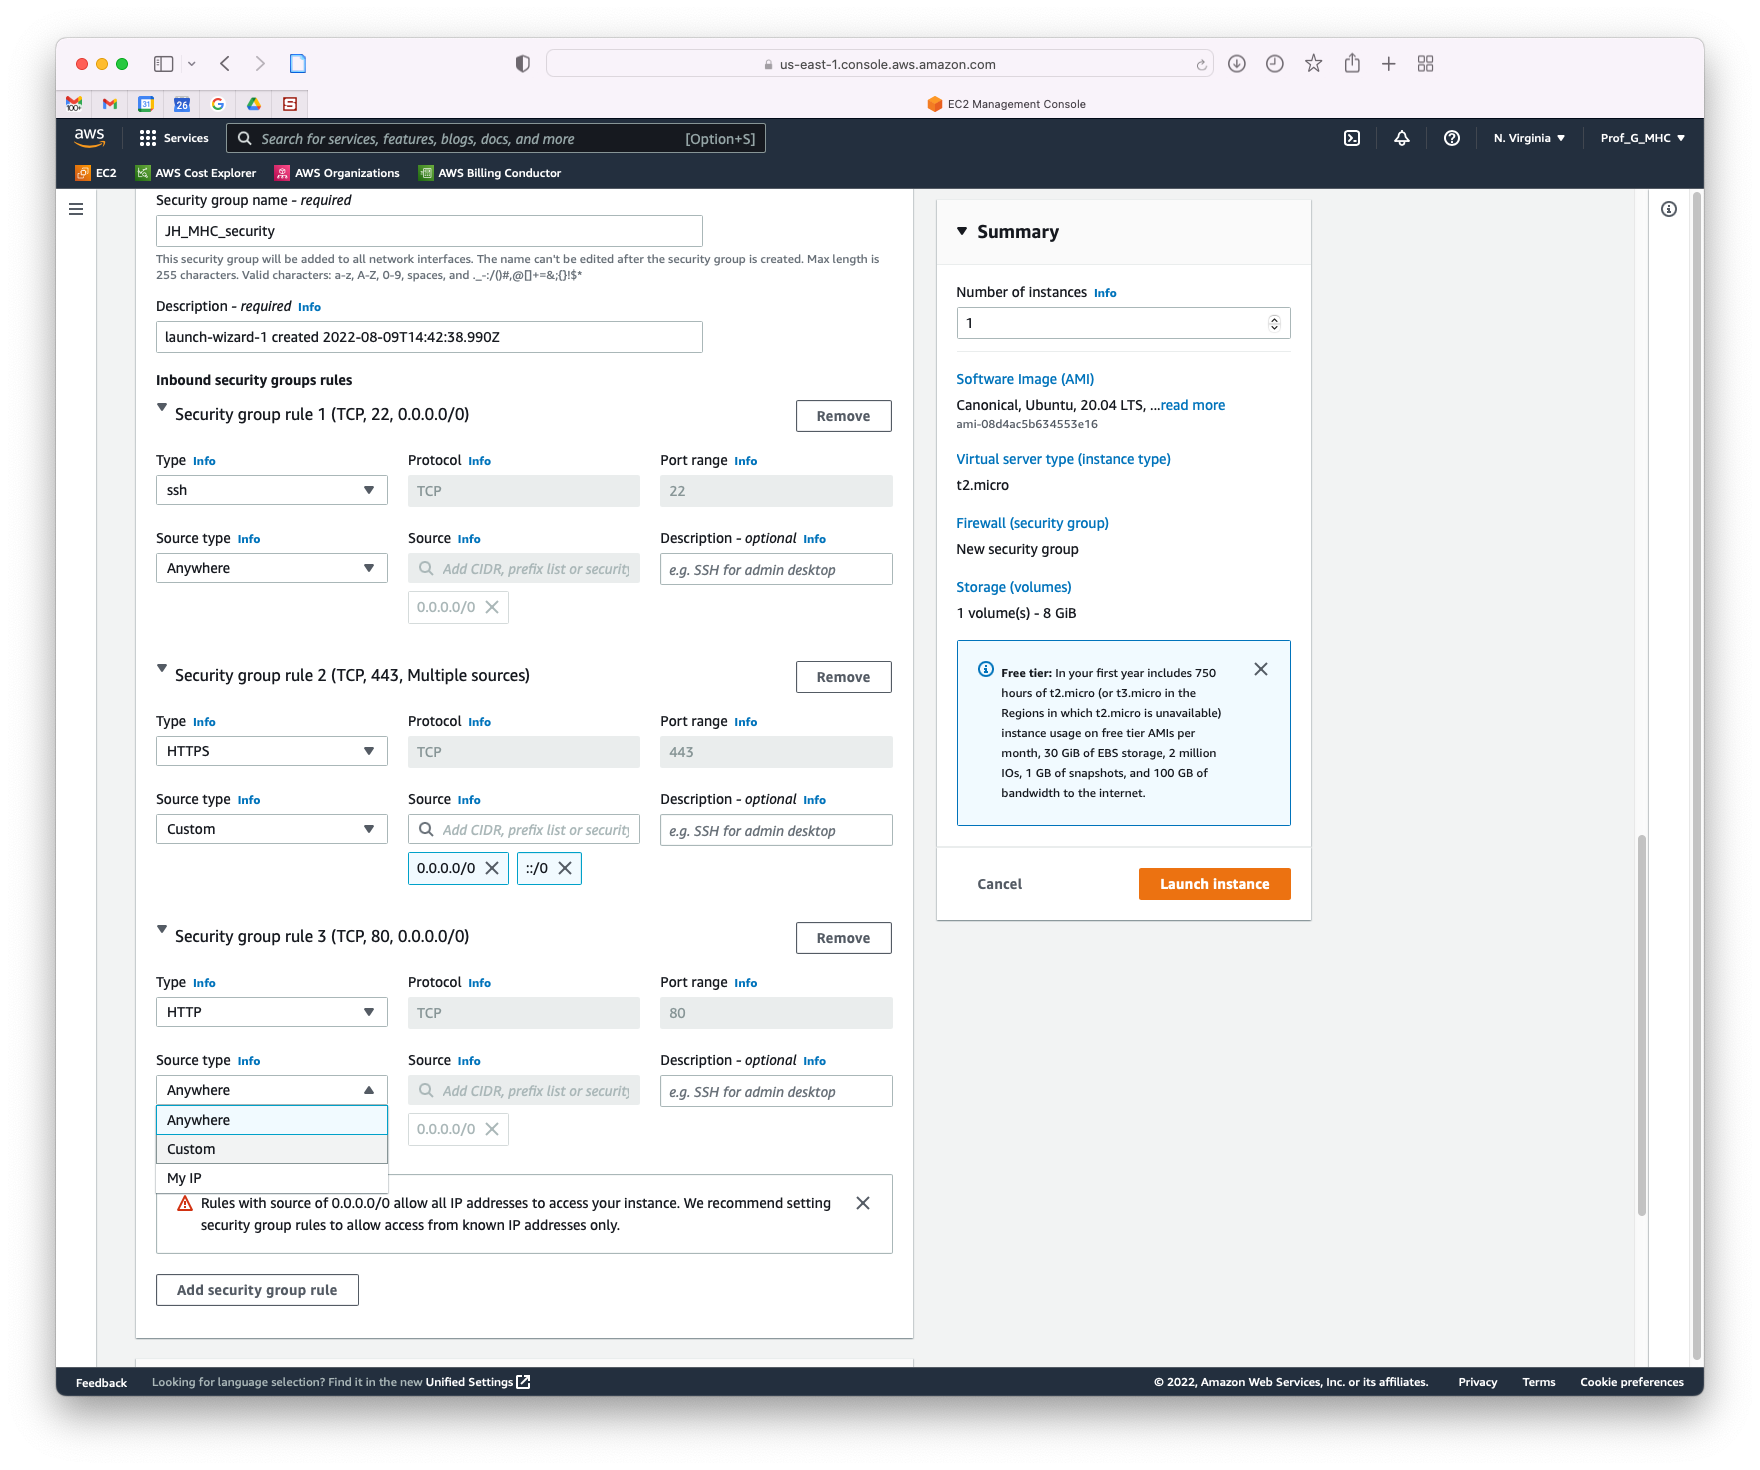 us-east-1.console.aws.amazon.com
EC2 Management Console
aws
Services
Search for services, features, blogs, docs, and more
[Option+S]
N. Virginia
Prof_G_MHC
EC2
AWS Cost Explorer
AWS Organizations
AWS Billing Conductor
Security group name - required
JH_MHC_security
This security group will be added to all network interfaces. The name can't be edited after the security group is created. Max length is
255 characters. Valid characters: a-z, A-Z, 0-9, spaces, and ._-:/()#,@[]+=&;{}!$*
Description - required Info
launch-wizard-1 created 2022-08-09T14:42:38.990Z
Inbound security groups rules
Security group rule 1 (TCP, 22, 0.0.0.0/0)
Remove
Type Info
Protocol Info
Port range Info
ssh
TCP
22
Source type Info
Source Info
Description - optional Info
Anywhere
Add CIDR, prefix list or security
e.g. SSH for admin desktop
0.0.0.0/0
Security group rule 2 (TCP, 443, Multiple sources)
Remove
Type Info
Protocol Info
Port range Info
HTTPS
TCP
443
Source type Info
Source Info
Description - optional Info
Custom
Add CIDR, prefix list or security
e.g. SSH for admin desktop
0.0.0.0/0
::/0
Security group rule 3 (TCP, 80, 0.0.0.0/0)
Remove
Type Info
Protocol Info
Port range Info
HTTP
TCP
80
Source type Info
Source Info
Description - optional Info
Anywhere
Add CIDR, prefix list or security
e.g. SSH for admin desktop
Anywhere
0.0.0.0/0
Custom
My IP
Rules with source of 0.0.0.0/0 allow all IP addresses to access your instance. We recommend setting
security group rules to allow access from known IP addresses only.
Add security group rule
Summary
Number of instances Info
1
Software Image (AMI)
Canonical, Ubuntu, 20.04 LTS, ...read more
ami-08d4ac5b634553e16
Virtual server type (instance type)
t2.micro
Firewall (security group)
New security group
Storage (volumes)
1 volume(s) - 8 GiB
Free tier: In your first year includes 750
hours of t2.micro (or t3.micro in the
Regions in which t2.micro is unavailable)
instance usage on free tier AMIs per
month, 30 GiB of EBS storage, 2 million
IOs, 1 GB of snapshots, and 100 GB of
bandwidth to the internet.
Cancel
Launch instance
Feedback
Looking for language selection? Find it in the new Unified Settings
© 2022, Amazon Web Services, Inc. or its affiliates.
Privacy
Terms
Cookie preferences